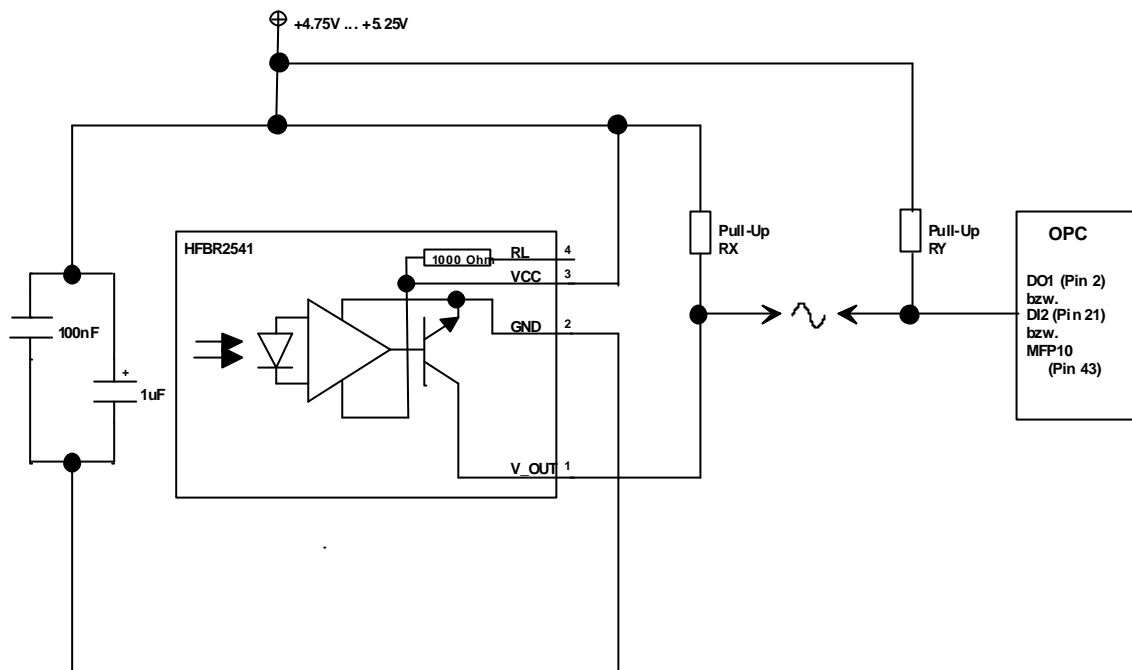 +4.75V ... +5.25V
HFBR2541
1000 Ohm
RL 4
VCC 3
GND 2
V_OUT 1
100nF
+
1uF
Pull-Up
RX
Pull-Up
RY
OPC
DO1 (Pin 2)
bzw.
DI2 (Pin 21)
bzw.
MFP10
(Pin 43)